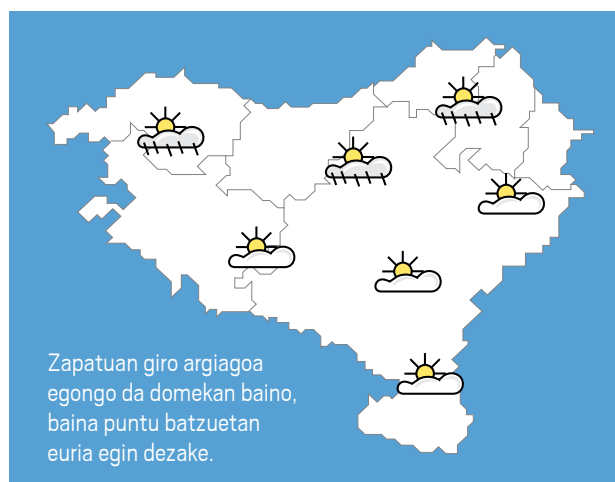 Zapatuan giro argiagoa
egongo da domekan baino,
baina puntu batzuetan
euria egin dezake.